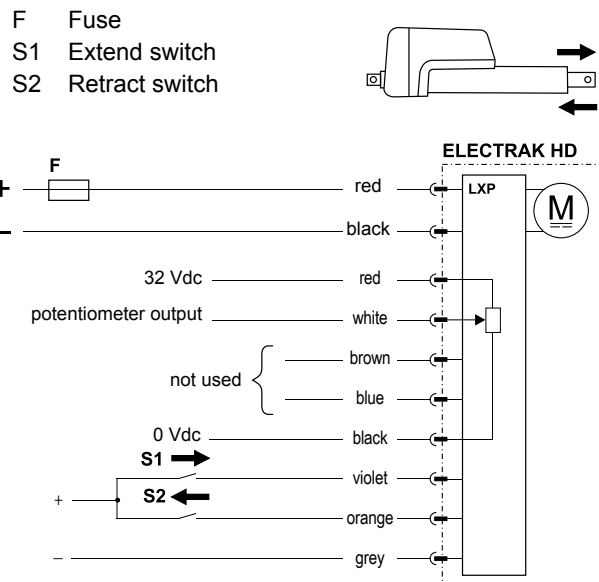 F Fuse
S1 Extend switch
S2 Retract switch
ELECTRAK HD
F
+ red LXP M
– black
32 Vdc red
potentiometer output white
not used brown
blue
0 Vdc black
S1 violet
+ S2
orange
– grey